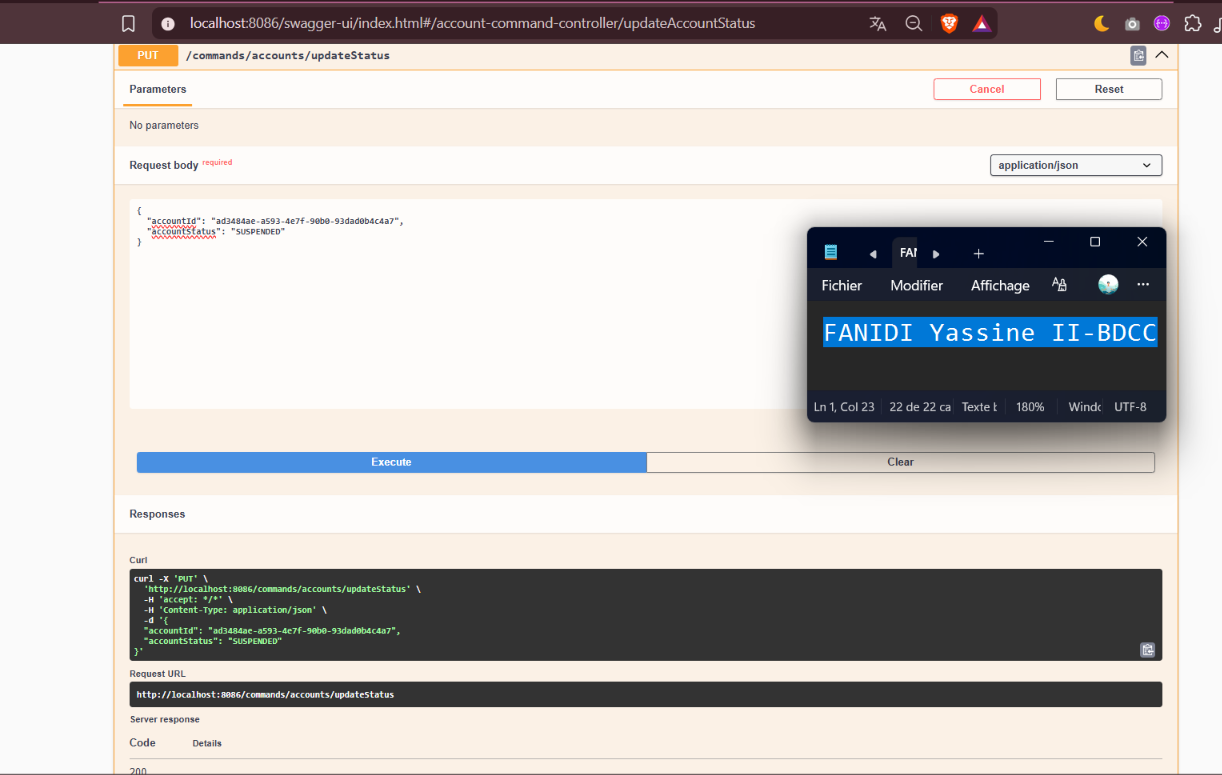 localhost:8086/swagger-ui/index.html#/account-command-controller/updateAccountStatus
PUT /commands/accounts/updateStatus
Parameters
Cancel
Reset
No parameters
Request body required
application/json
{
"accountId": "ad3484ae-a593-4e7f-90b0-93dad0b4c4a7",
"accountStatus": "SUSPENDED"
}
FAN
Fichier Modifier Affichage
FANIDI Yassine II-BDCC
Ln 1, Col 23 22 de 22 ca Texte b 180% Windo UTF-8
Execute
Clear
Responses
Curl
curl -X 'PUT' \
'http://localhost:8086/commands/accounts/updateStatus' \
-H 'accept: */*' \
-H 'Content-Type: application/json' \
-d '{
"accountId": "ad3484ae-a593-4e7f-90b0-93dad0b4c4a7",
"accountStatus": "SUSPENDED"
}'
Request URL
http://localhost:8086/commands/accounts/updateStatus
Server response
Code Details
200